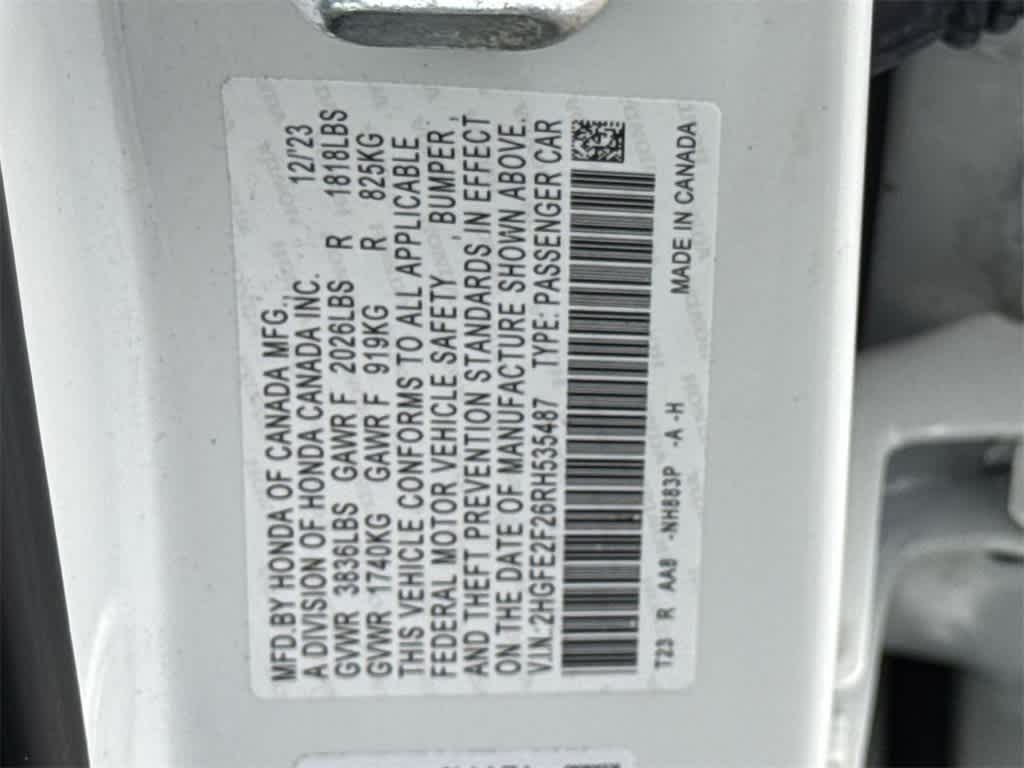 MFD.BY HONDA OF CANADA MFG., 12/23
A DIVISION OF HONDA CANADA INC.
GVWR 3836LBS GAWR F 2026LBS R 1818LBS
GVWR 1740KG GAWR F 919KG R 825KG
THIS VEHICLE CONFORMS TO ALL APPLICABLE
FEDERAL MOTOR VEHICLE SAFETY , BUMPER ,
AND THEFT PREVENTION STANDARDS IN EFFECT
ON THE DATE OF MANUFACTURE SHOWN ABOVE.
V.I.N.:2HGFE2F26RH535487 TYPE: PASSENGER CAR
T23 R AAB -NH883P -A -H MADE IN CANADA